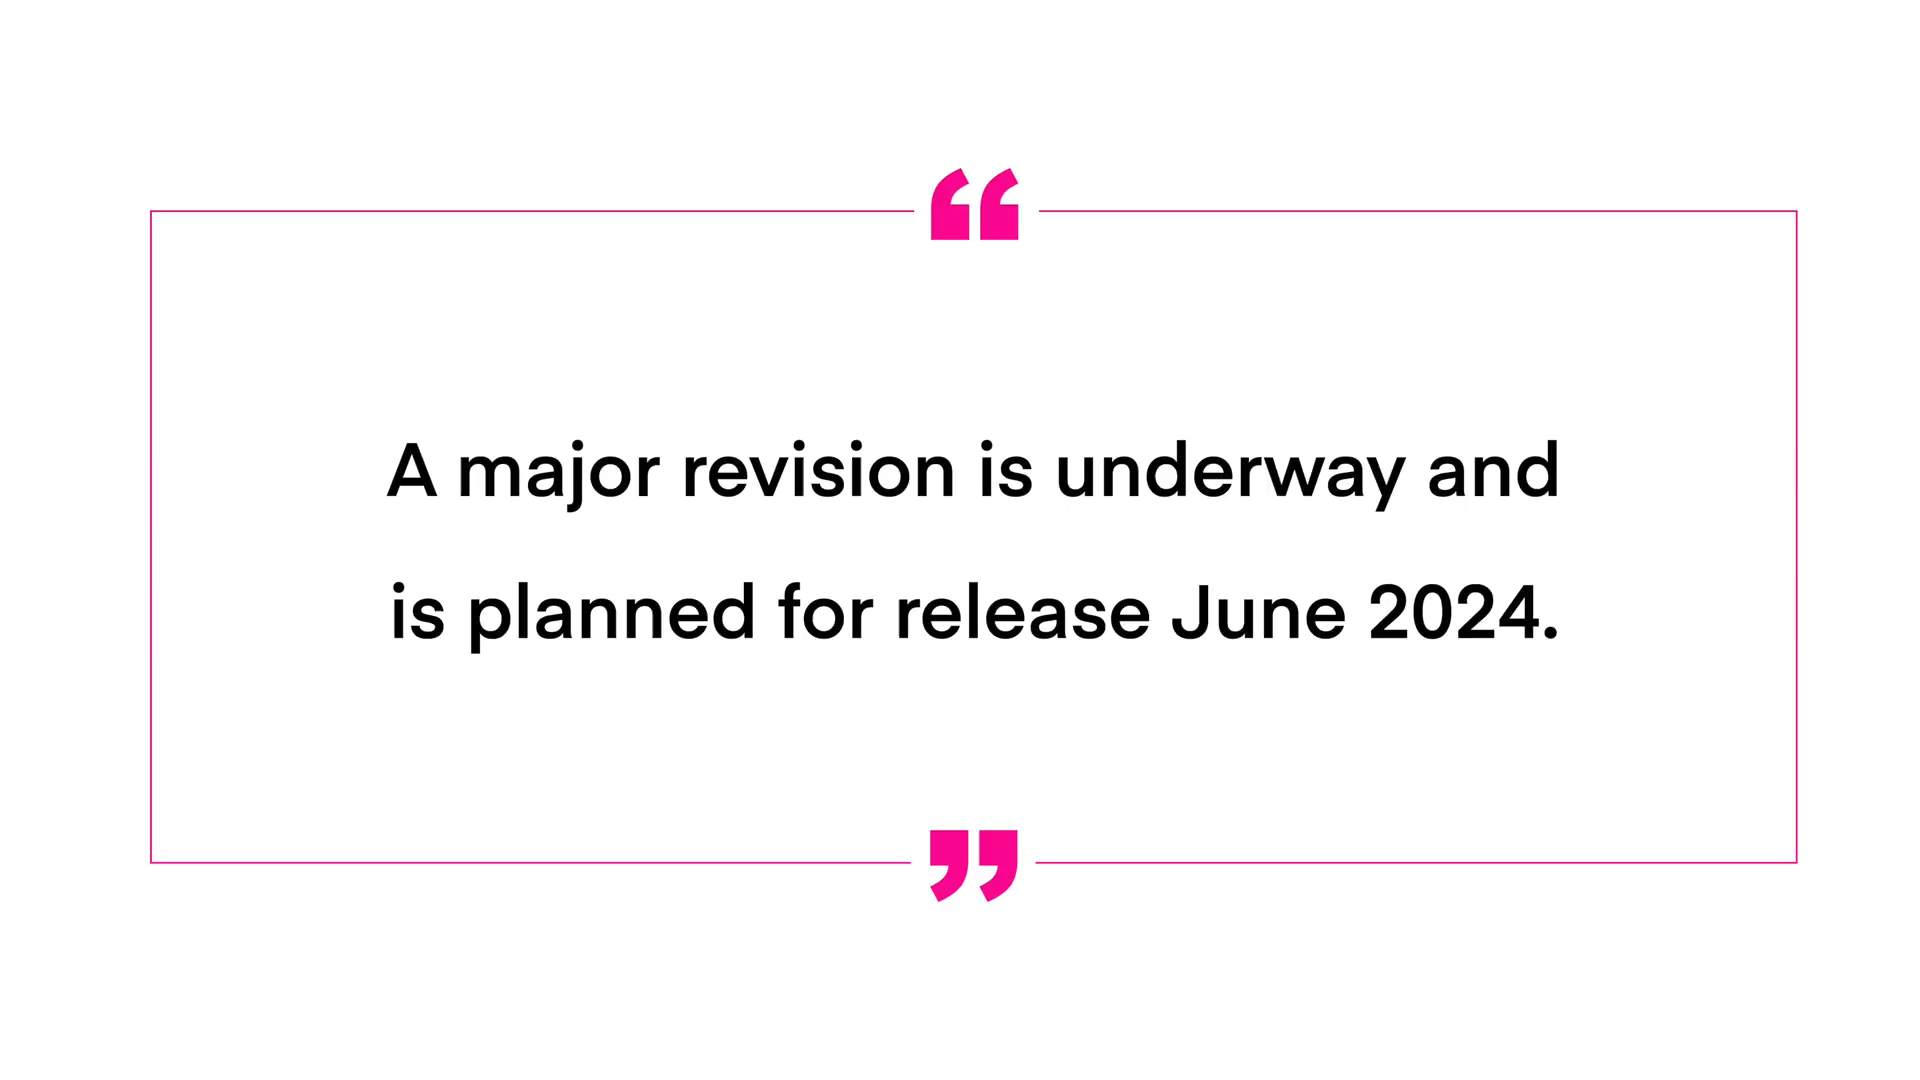 “
A major revision is underway and
is planned for release June 2024.
”